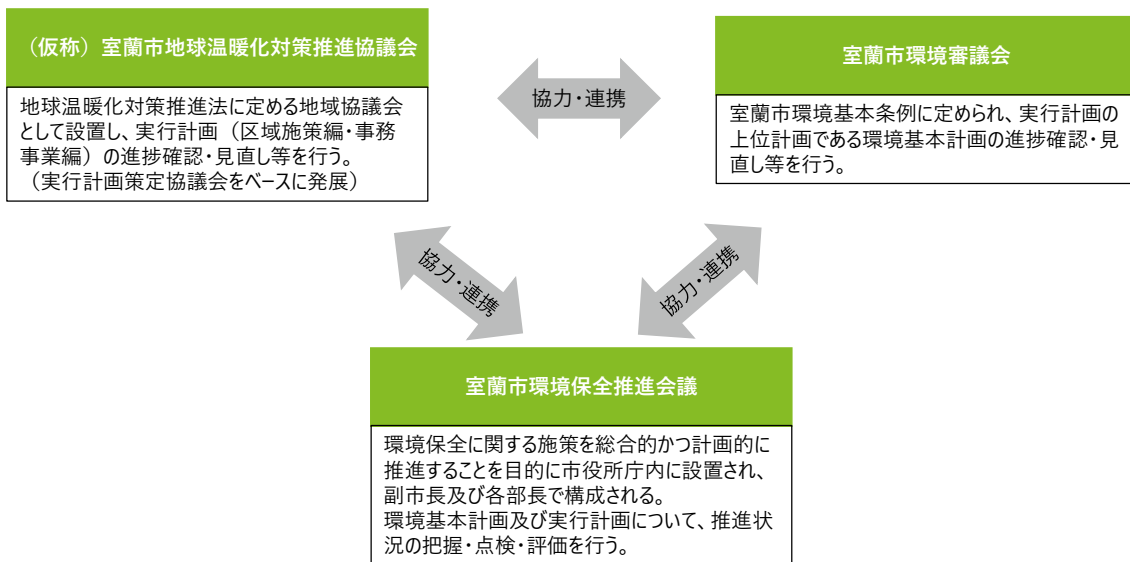 （仮称）室蘭市地球温暖化対策推進協議会
地球温暖化対策推進法に定める地域協議会
として設置し、実行計画（区域施策編・事務
事業編）の進捗確認・見直し等を行う。
（実行計画策定協議会をベースに発展）
協力・連携
室蘭市環境審議会
室蘭市環境基本条例に定められ、実行計画の
上位計画である環境基本計画の進捗確認・見
直し等を行う。
協力・連携
協力・連携
室蘭市環境保全推進会議
環境保全に関する施策を総合的かつ計画的に
推進することを目的に市役所庁内に設置され、
副市長及び各部長で構成される。
環境基本計画及び実行計画について、推進状
況の把握・点検・評価を行う。